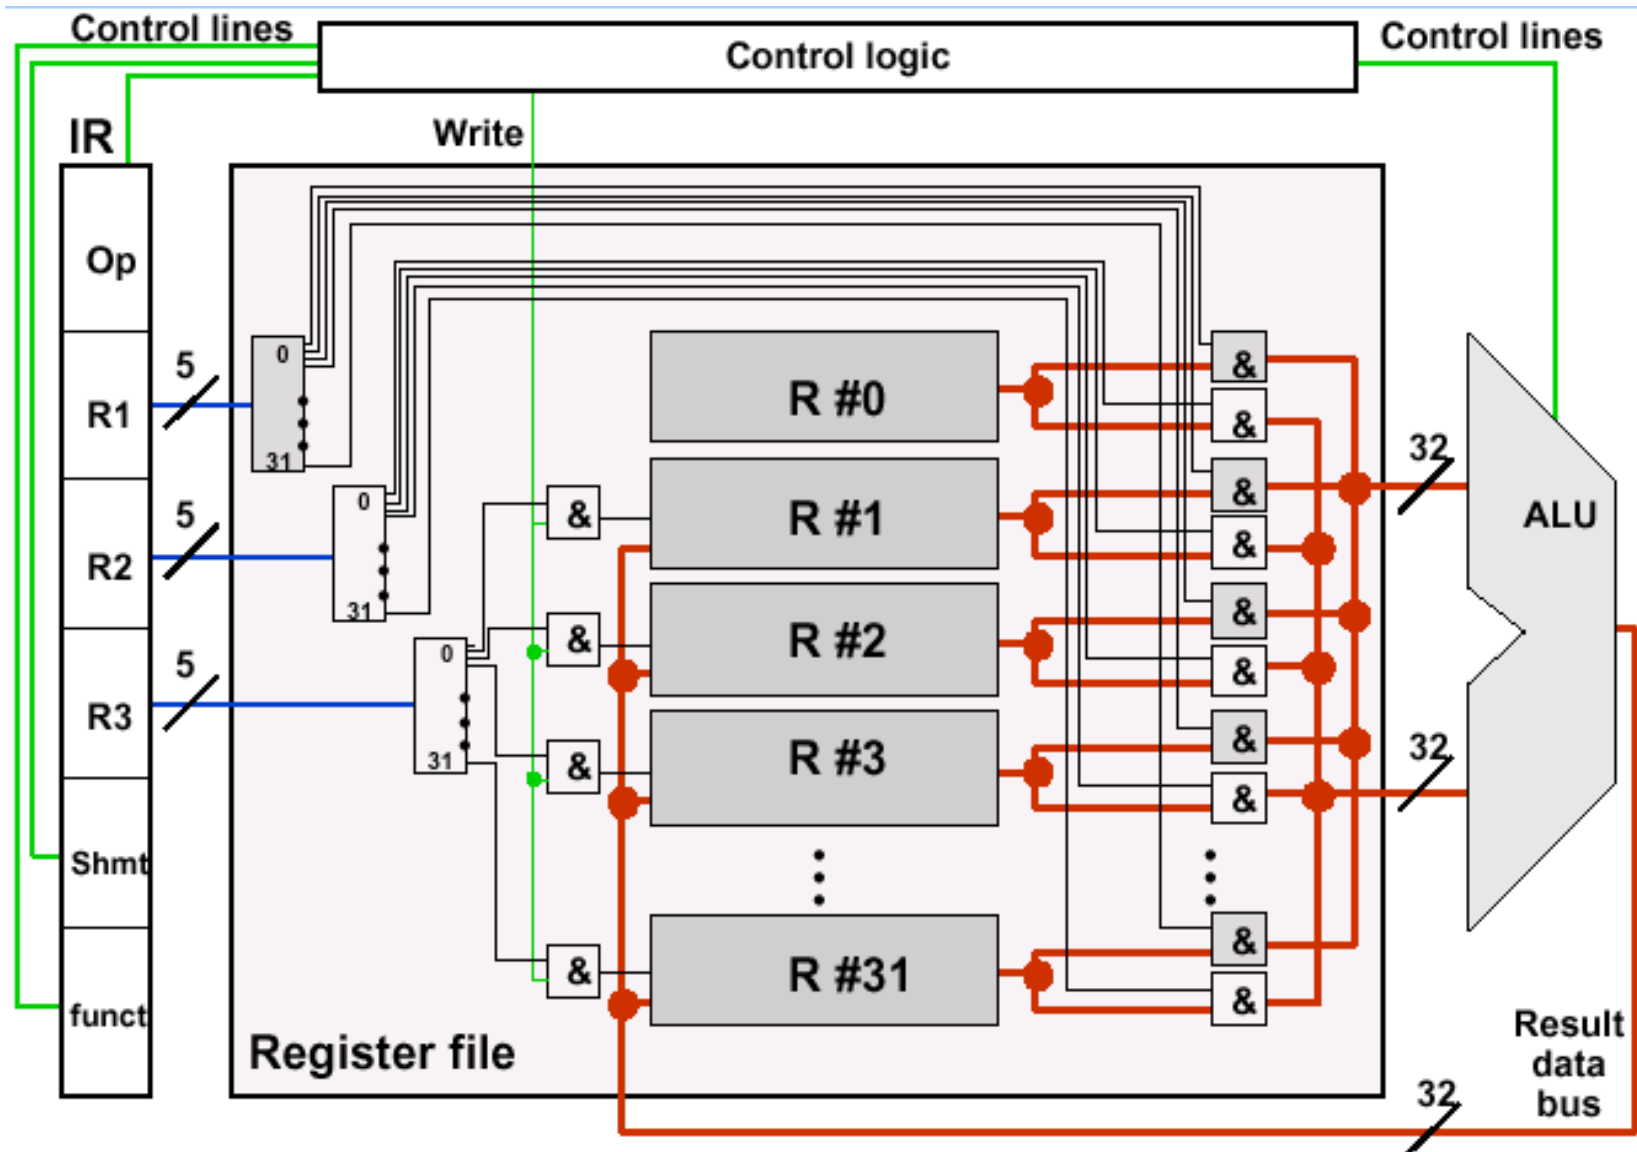 Control lines
Control logic
Control lines
IR
Write
Op
R1
R2
R3
Shmt
funct
5
5
5
0
31
0
31
0
31
&
&
&
&
R #0
R #1
R #2
R #3
R #31
&
&
&
&
&
&
&
&
&
&
32
32
ALU
Register file
Result
data
bus
32